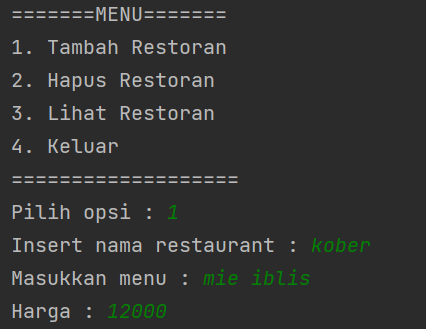 =======MENU=======
1. Tambah Restoran
2. Hapus Restoran
3. Lihat Restoran
4. Keluar
===================
Pilih opsi : 1
Insert nama restaurant : kober
Masukkan menu : mie iblis
Harga : 12000